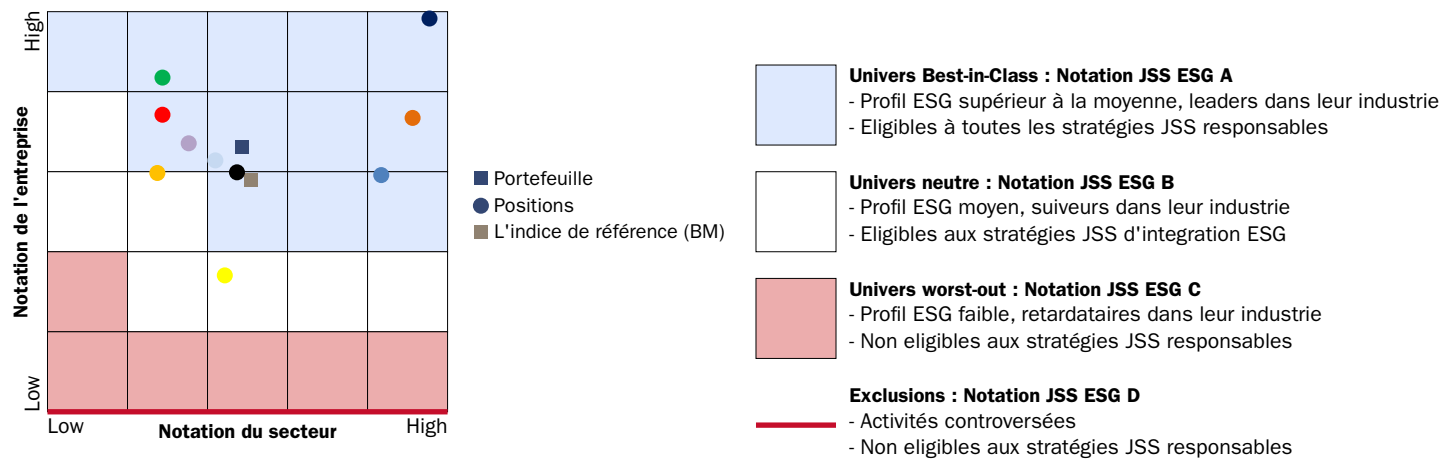 High
Notation de l'entreprise
Low
Low
Notation du secteur
High
Portefeuille
Positions
L'indice de référence (BM)
Univers Best-in-Class : Notation JSS ESG A
- Profil ESG supérieur à la moyenne, leaders dans leur industrie
- Eligibles à toutes les stratégies JSS responsables
Univers neutre : Notation JSS ESG B
- Profil ESG moyen, suiveurs dans leur industrie
- Eligibles aux stratégies JSS d'integration ESG
Univers worst-out : Notation JSS ESG C
- Profil ESG faible, retardataires dans leur industrie
- Non eligibles aux stratégies JSS responsables
Exclusions : Notation JSS ESG D
- Activités controversées
- Non eligibles aux stratégies JSS responsables